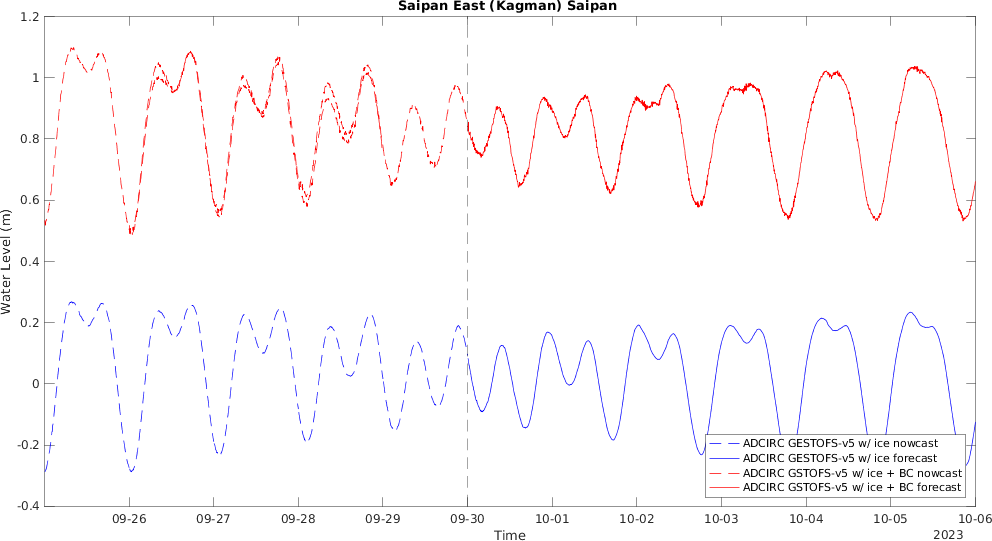 Saipan East (Kagman) Saipan
Water Level (m)
1.2
1
0.8
0.6
0.4
0.2
0
-0.2
-0.4
ADCIRC GESTOFS-v5 w/ ice nowcast
ADCIRC GESTOFS-v5 w/ ice forecast
ADCIRC GSTOFS-v5 w/ ice + BC nowcast
ADCIRC GSTOFS-v5 w/ ice + BC forecast
09-26 09-27 09-28 09-29 09-30 10-01 10-02 10-03 10-04 10-05 10-06
Time
2023